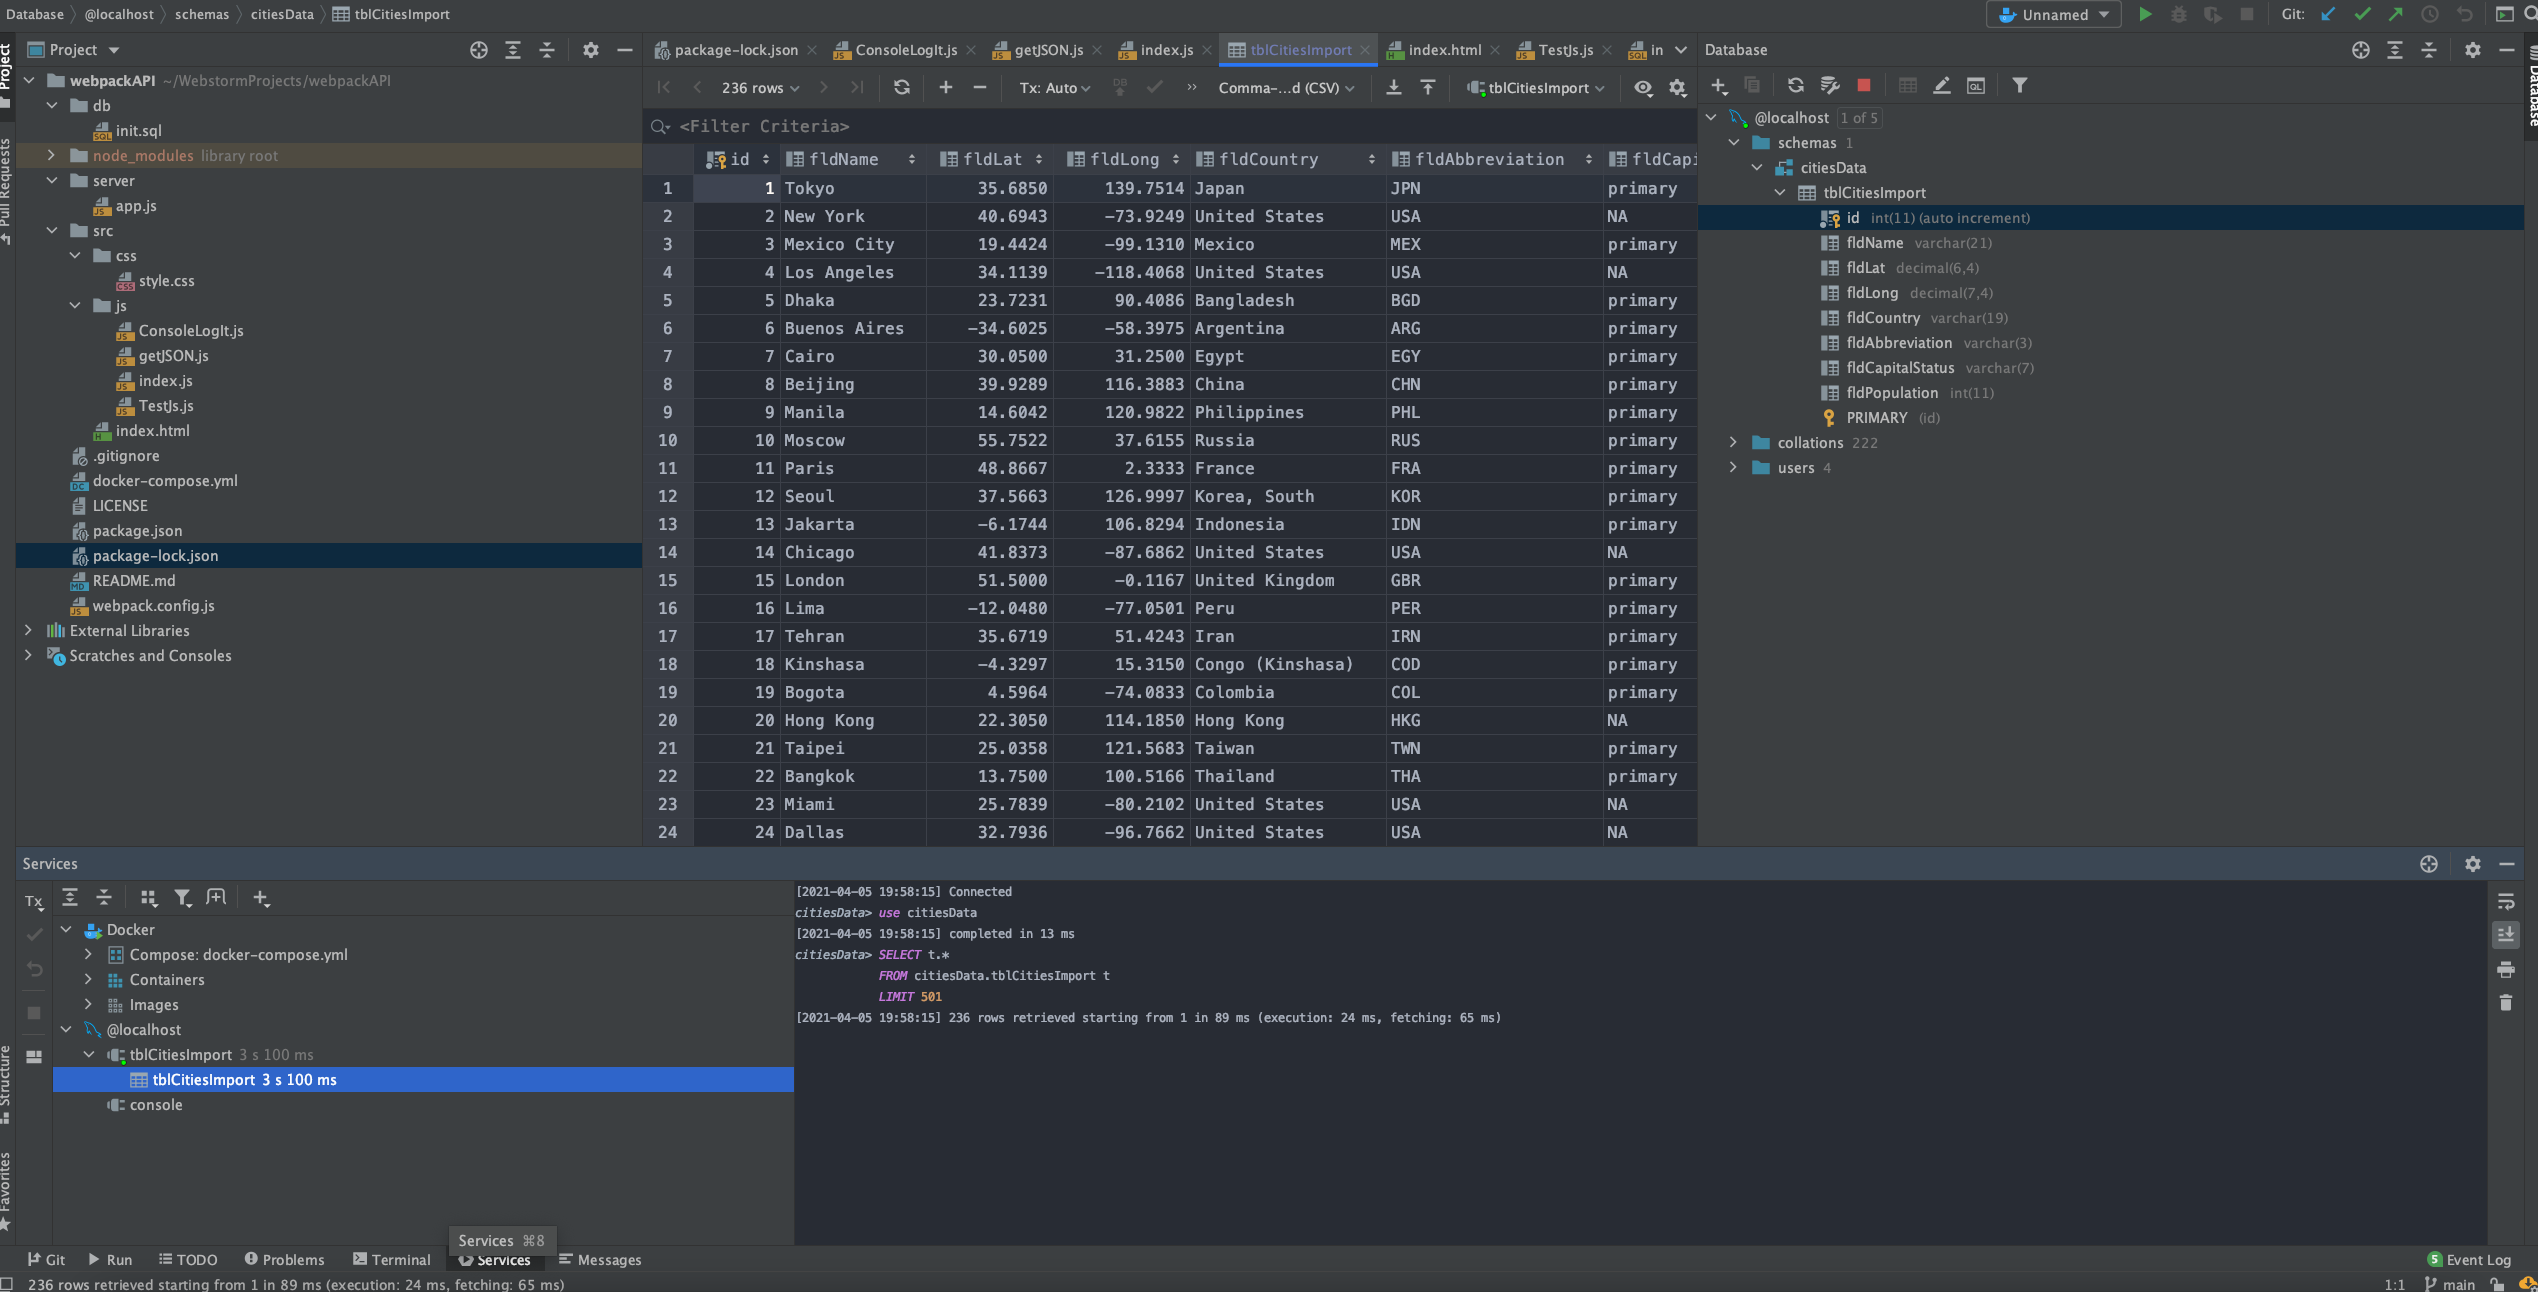 Database @localhost schemas citiesData tblCitiesImport
Unnamed Git:
Project
package-lock.json ConsoleLogIt.js getJSON.js index.js tblCitiesImport index.html TestJs.js in
Database
Project
Pull Requests
Structure
Favorites
Database
webpackAPI ~/WebstormProjects/webpackAPI
db
init.sql
node_modules library root
server
app.js
src
css
style.css
js
ConsoleLogIt.js
getJSON.js
index.js
TestJs.js
index.html
.gitignore
docker-compose.yml
LICENSE
package.json
package-lock.json
README.md
webpack.config.js
External Libraries
Scratches and Consoles
236 rows Tx: Auto DB Comma-...d (CSV) tblCitiesImport
<Filter Criteria>
id fldName fldLat fldLong fldCountry fldAbbreviation fldCapi
1 1 Tokyo 35.6850 139.7514 Japan JPN primary
2 2 New York 40.6943 -73.9249 United States USA NA
3 3 Mexico City 19.4424 -99.1310 Mexico MEX primary
4 4 Los Angeles 34.1139 -118.4068 United States USA NA
5 5 Dhaka 23.7231 90.4086 Bangladesh BGD primary
6 6 Buenos Aires -34.6025 -58.3975 Argentina ARG primary
7 7 Cairo 30.0500 31.2500 Egypt EGY primary
8 8 Beijing 39.9289 116.3883 China CHN primary
9 9 Manila 14.6042 120.9822 Philippines PHL primary
10 10 Moscow 55.7522 37.6155 Russia RUS primary
11 11 Paris 48.8667 2.3333 France FRA primary
12 12 Seoul 37.5663 126.9997 Korea, South KOR primary
13 13 Jakarta -6.1744 106.8294 Indonesia IDN primary
14 14 Chicago 41.8373 -87.6862 United States USA NA
15 15 London 51.5000 -0.1167 United Kingdom GBR primary
16 16 Lima -12.0480 -77.0501 Peru PER primary
17 17 Tehran 35.6719 51.4243 Iran IRN primary
18 18 Kinshasa -4.3297 15.3150 Congo (Kinshasa) COD primary
19 19 Bogota 4.5964 -74.0833 Colombia COL primary
20 20 Hong Kong 22.3050 114.1850 Hong Kong HKG NA
21 21 Taipei 25.0358 121.5683 Taiwan TWN primary
22 22 Bangkok 13.7500 100.5166 Thailand THA primary
23 23 Miami 25.7839 -80.2102 United States USA NA
24 24 Dallas 32.7936 -96.7662 United States USA NA
@localhost 1 of 5
schemas 1
citiesData
tblCitiesImport
id int(11) (auto increment)
fldName varchar(21)
fldLat decimal(6,4)
fldLong decimal(7,4)
fldCountry varchar(19)
fldAbbreviation varchar(3)
fldCapitalStatus varchar(7)
fldPopulation int(11)
PRIMARY (id)
collations 222
users 4
Services
Tx
Docker
Compose: docker-compose.yml
Containers
Images
@localhost
tblCitiesImport 3 s 100 ms
tblCitiesImport 3 s 100 ms
console
[2021-04-05 19:58:15] Connected
citiesData> use citiesData
[2021-04-05 19:58:15] completed in 13 ms
citiesData> SELECT t.*
FROM citiesData.tblCitiesImport t
LIMIT 501
[2021-04-05 19:58:15] 236 rows retrieved starting from 1 in 89 ms (execution: 24 ms, fetching: 65 ms)
Services ⌘8
Git Run TODO Problems Terminal Services Messages 5 Event Log
236 rows retrieved starting from 1 in 89 ms (execution: 24 ms, fetching: 65 ms) 1:1 main